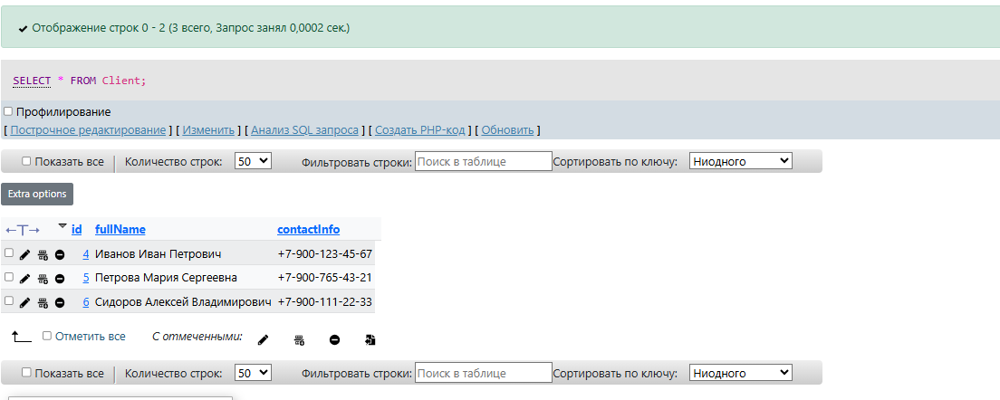 Отображение строк 0 - 2 (3 всего, Запрос занял 0,0002 сек.)
SELECT * FROM Client;
Профилирование
[ Построчное редактирование ] [ Изменить ] [ Анализ SQL запроса ] [ Создать PHP-код ] [ Обновить ]
Показать все Количество строк: 50 Фильтровать строки: Поиск в таблице Сортировать по ключу: Ниодного
Extra options
←T→ id fullName contactInfo
4 Иванов Иван Петрович +7-900-123-45-67
5 Петрова Мария Сергеевна +7-900-765-43-21
6 Сидоров Алексей Владимирович +7-900-111-22-33
Отметить все С отмеченными:
Показать все Количество строк: 50 Фильтровать строки: Поиск в таблице Сортировать по ключу: Ниодного